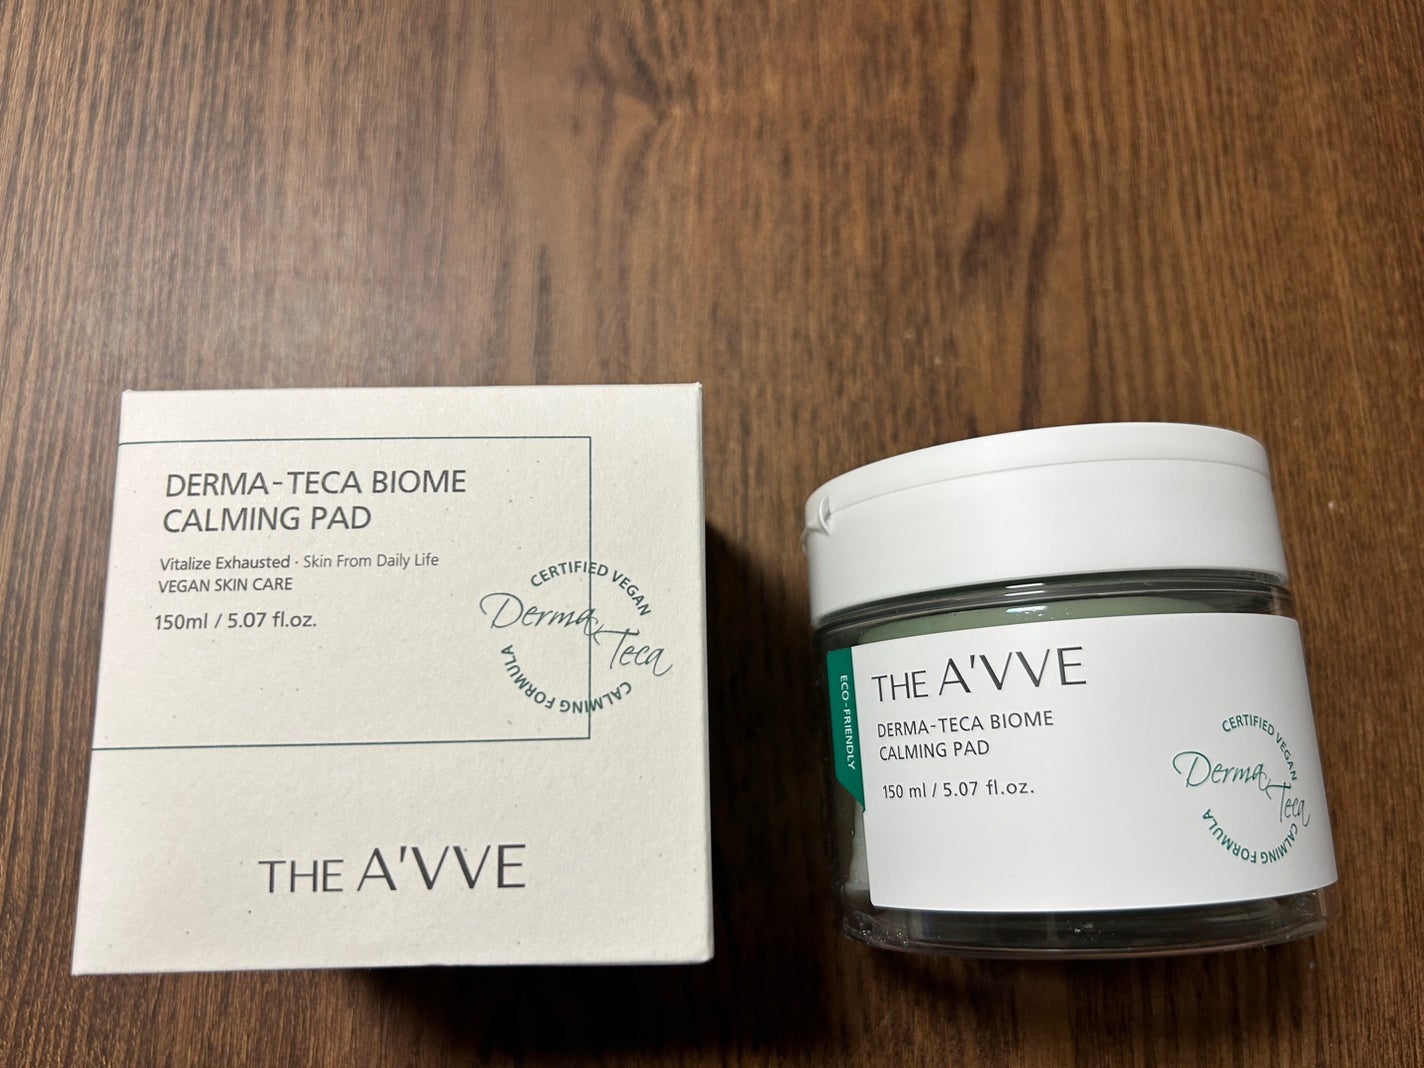 DERMA-TECA BIOME
CALMING PAD
Vitalize Exhausted · Skin From Daily Life
VEGAN SKIN CARE
150ml / 5.07 fl.oz.
CERTIFIED VEGAN
Derma Teca
CALMING FORMULA
THE A'VVE
ECO-FRIENDLY
THE A'VVE
DERMA-TECA BIOME
CALMING PAD
150 ml / 5.07 fl.oz.
CERTIFIED VEGAN
Derma Teca
CALMING FORMULA